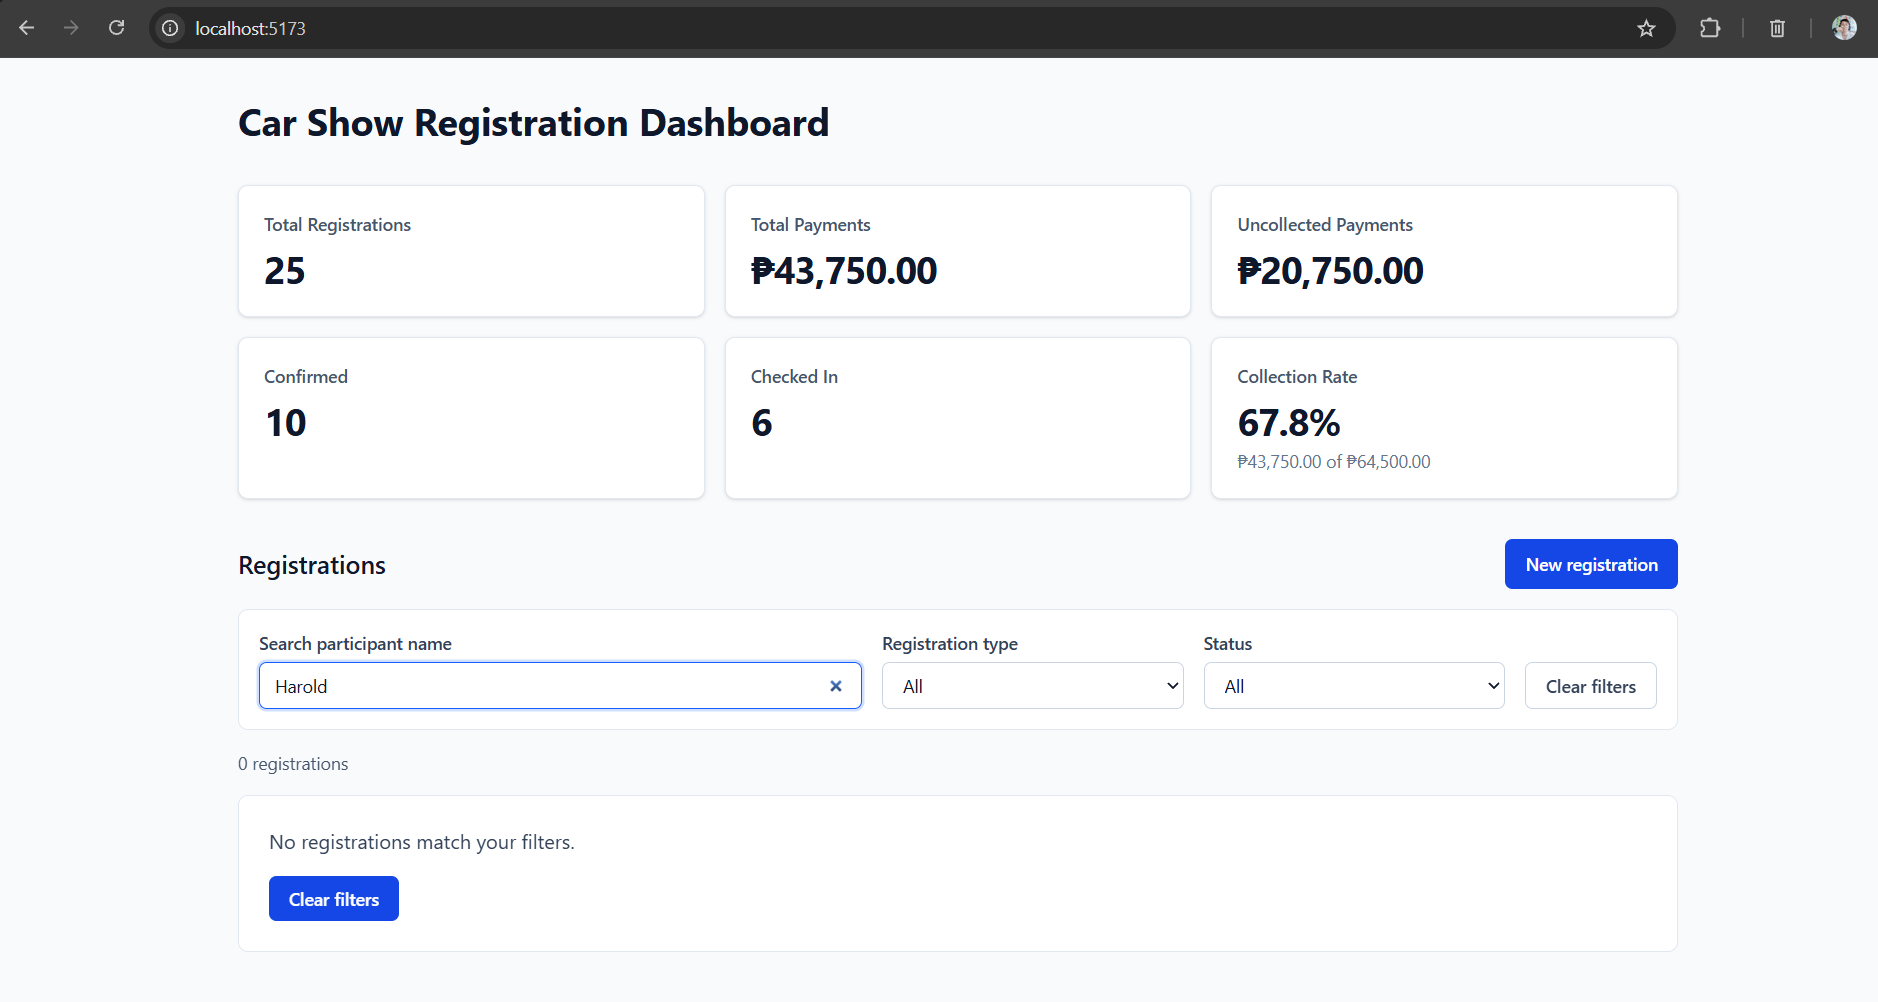 localhost:5173
Car Show Registration Dashboard
Total Registrations
25
Total Payments
₱43,750.00
Uncollected Payments
₱20,750.00
Confirmed
10
Checked In
6
Collection Rate
67.8%
₱43,750.00 of ₱64,500.00
Registrations
New registration
Search participant name
Harold
Registration type
All
Status
All
Clear filters
0 registrations
No registrations match your filters.
Clear filters